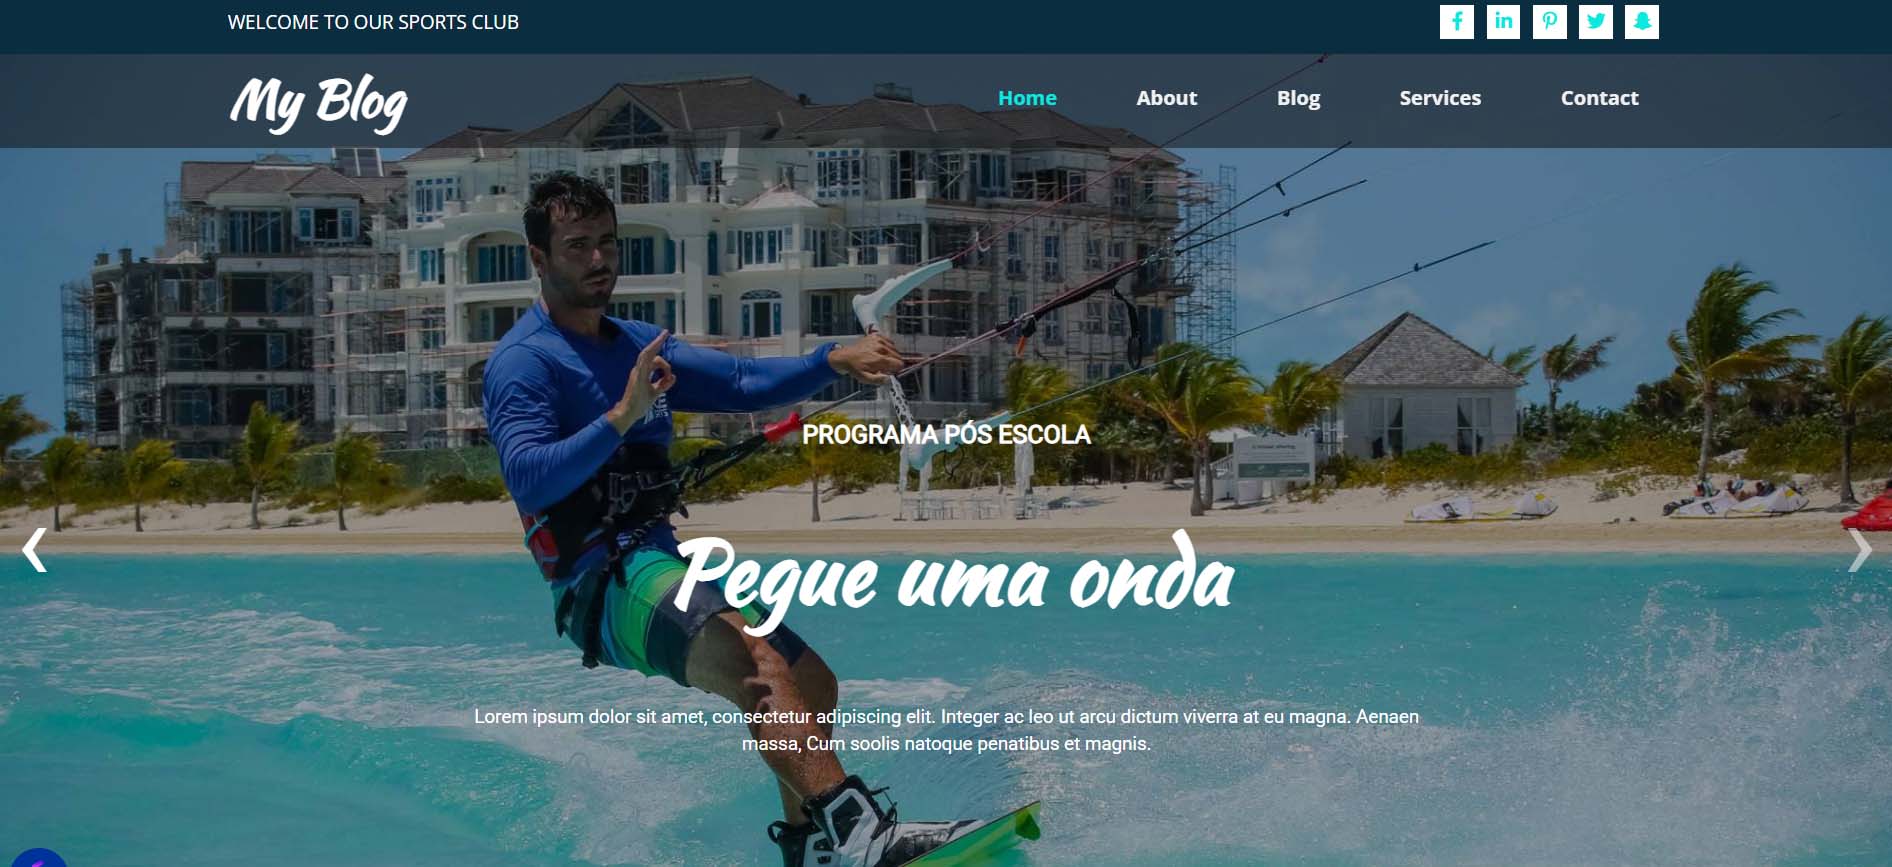 WELCOME TO OUR SPORTS CLUB
My Blog
Home About Blog Services Contact
PROGRAMA PÓS ESCOLA
Pegue uma onda
Lorem ipsum dolor sit amet, consectetur adipiscing elit. Integer ac leo ut arcu dictum viverra at eu magna. Aenaen
massa, Cum soolis natoque penatibus et magnis.